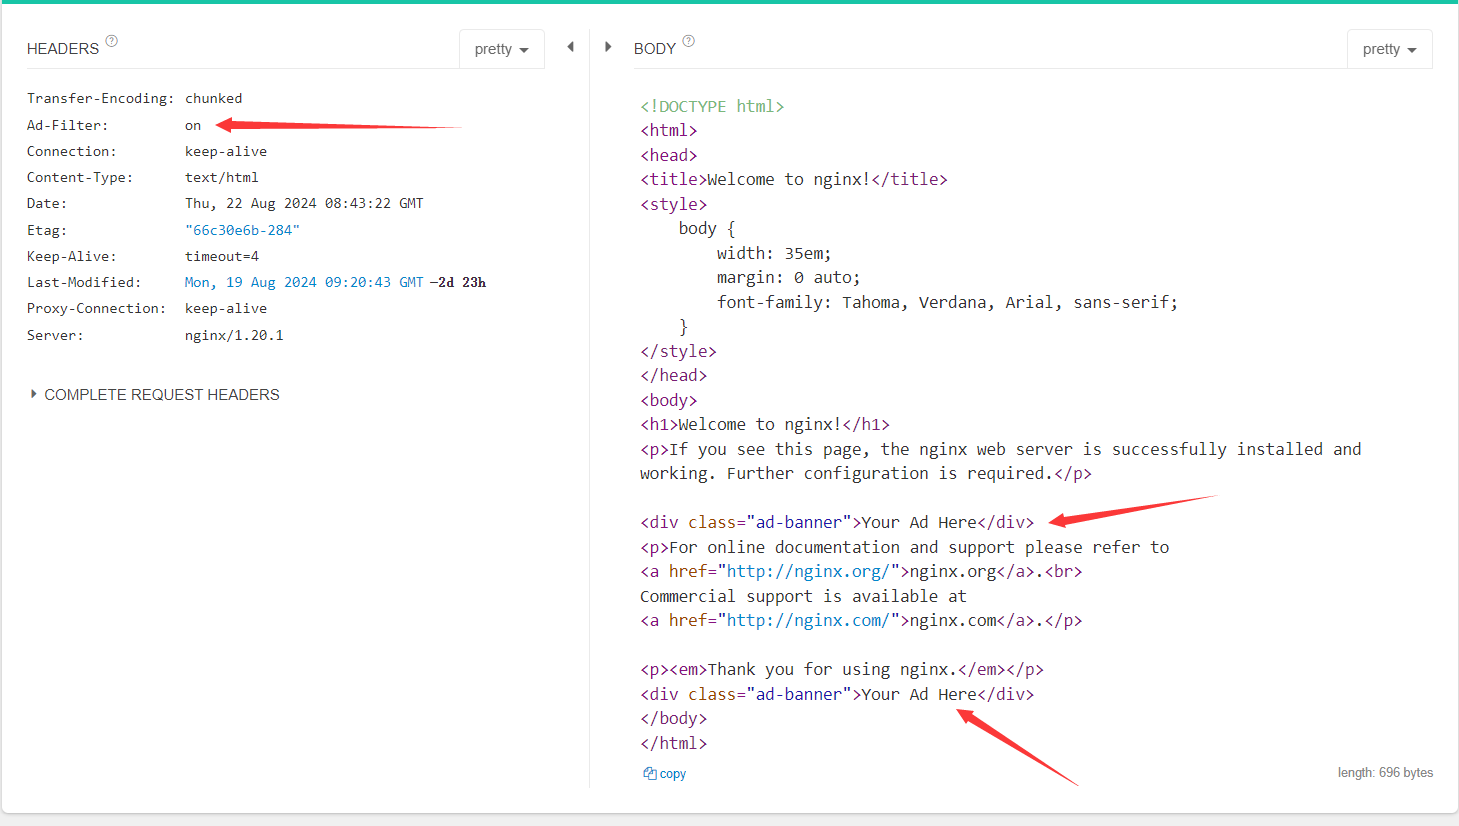 HEADERS ?
pretty
Transfer-Encoding: chunked
Ad-Filter: on
Connection: keep-alive
Content-Type: text/html
Date: Thu, 22 Aug 2024 08:43:22 GMT
Etag: "66c30e6b-284"
Keep-Alive: timeout=4
Last-Modified: Mon, 19 Aug 2024 09:20:43 GMT −2d 23h
Proxy-Connection: keep-alive
Server: nginx/1.20.1
COMPLETE REQUEST HEADERS
BODY ?
pretty
<!DOCTYPE html>
<html>
<head>
<title>Welcome to nginx!</title>
<style>
    body {
        width: 35em;
        margin: 0 auto;
        font-family: Tahoma, Verdana, Arial, sans-serif;
    }
</style>
</head>
<body>
<h1>Welcome to nginx!</h1>
<p>If you see this page, the nginx web server is successfully installed and
working. Further configuration is required.</p>
<div class="ad-banner">Your Ad Here</div>
<p>For online documentation and support please refer to
<a href="http://nginx.org/">nginx.org</a>.<br>
Commercial support is available at
<a href="http://nginx.com/">nginx.com</a>.</p>
<p><em>Thank you for using nginx.</em></p>
<div class="ad-banner">Your Ad Here</div>
</body>
</html>
copy
length: 696 bytes